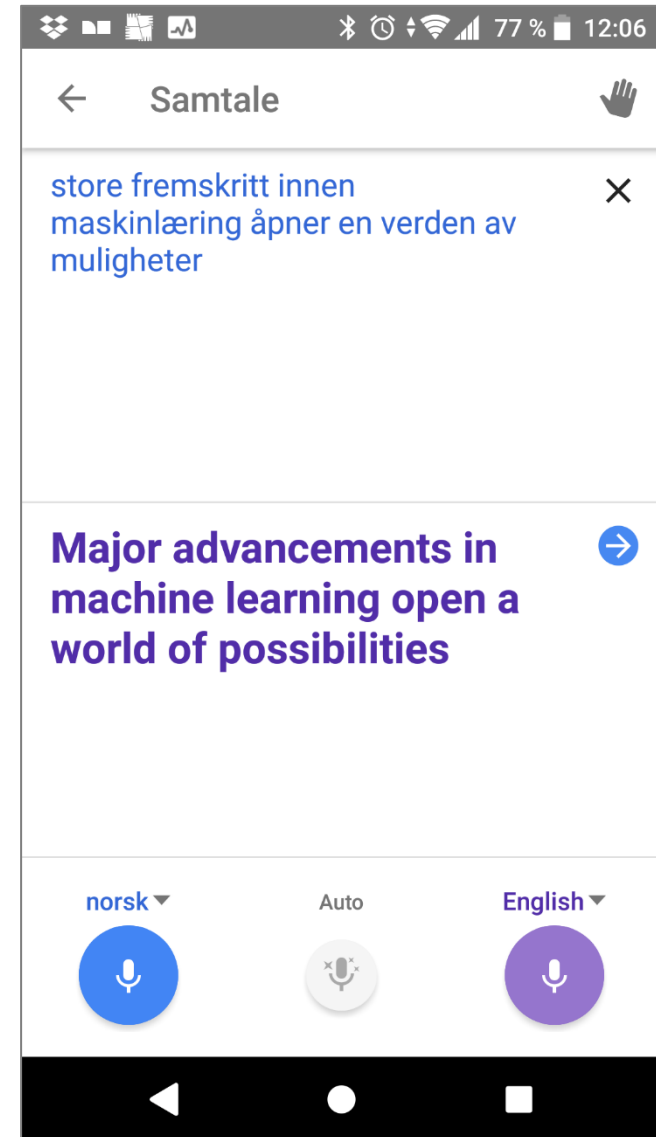 77 % 12:06
Samtale
store fremskritt innen
maskinlæring åpner en verden av
muligheter
Major advancements in
machine learning open a
world of possibilities
norsk Auto English